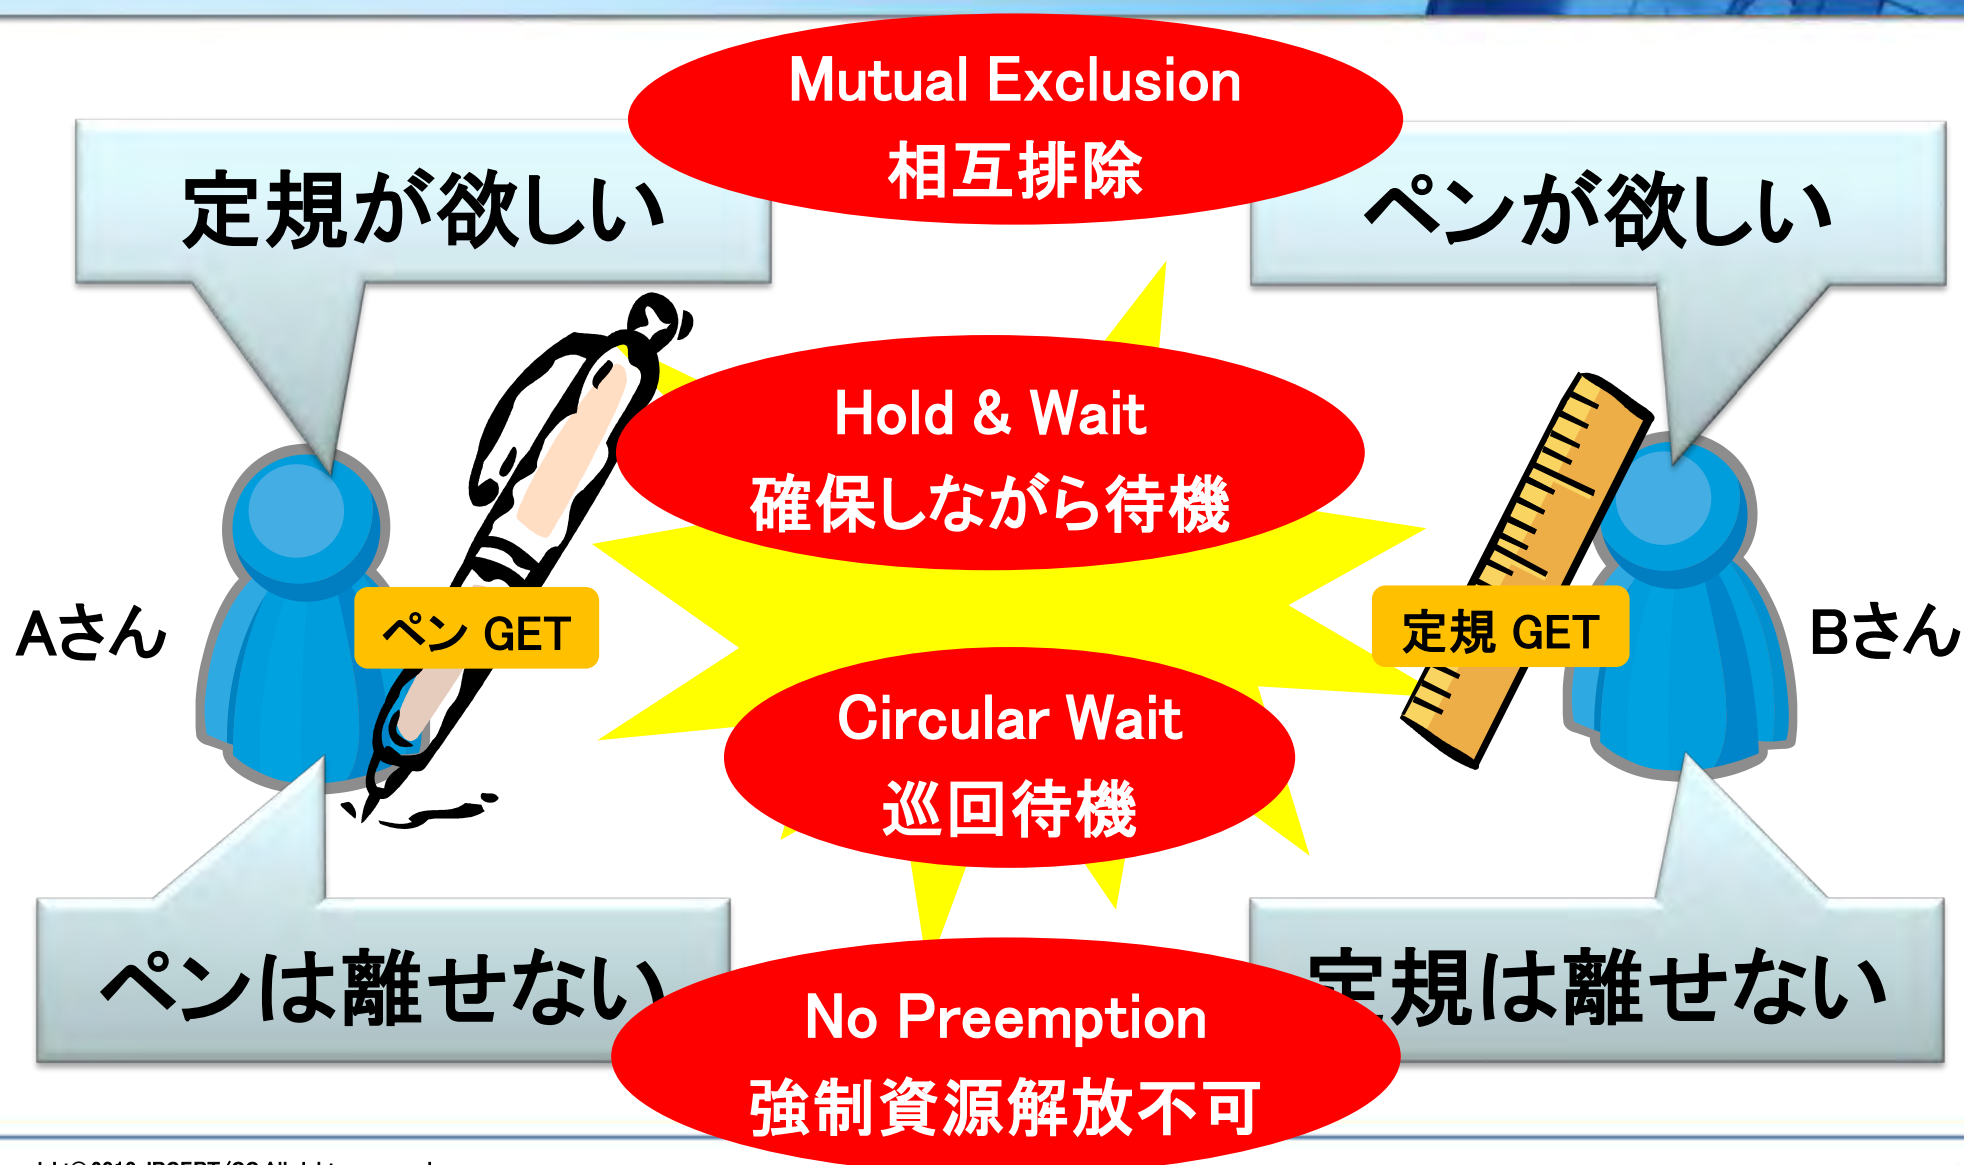 Mutual Exclusion
相互排除
定規が欲しい
ペンが欲しい
Hold & Wait
確保しながら待機
Aさん
ペン GET
定規 GET
Bさん
Circular Wait
巡回待機
ペンは離せない
定規は離せない
No Preemption
強制資源解放不可